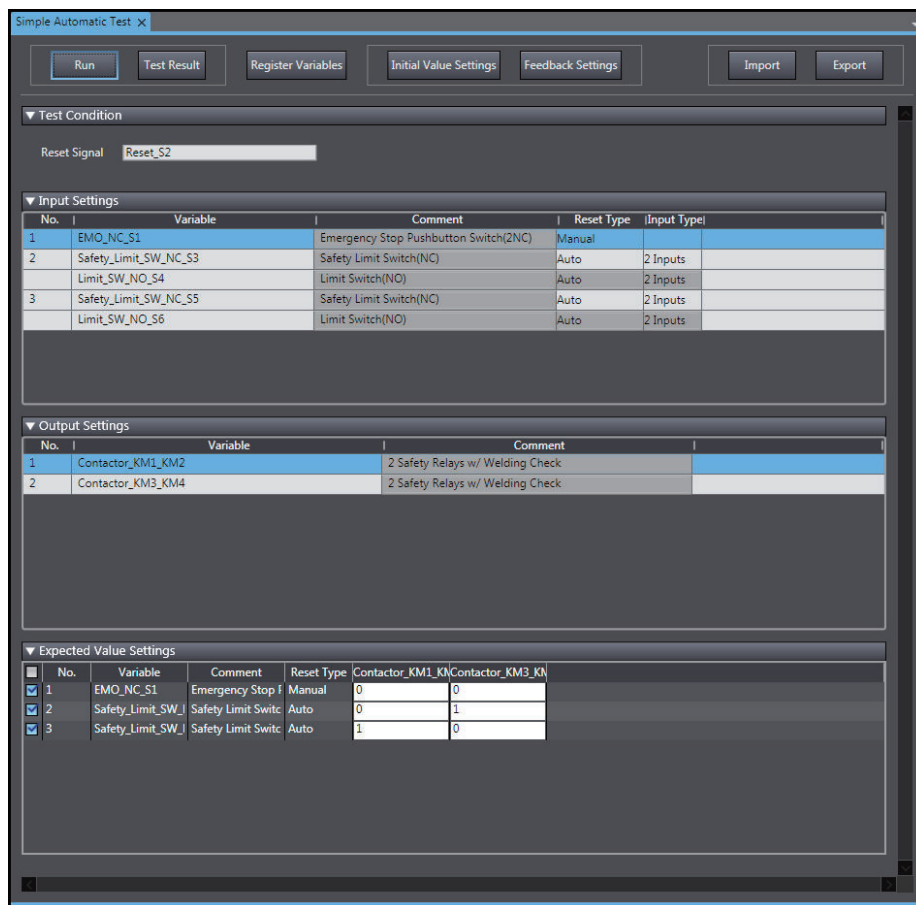 Simple Automatic Test
Run Test Result Register Variables Initial Value Settings Feedback Settings Import Export
Test Condition
Reset Signal Reset_S2
Input Settings
No. Variable Comment Reset Type Input Type
1 EMO_NC_S1 Emergency Stop Pushbutton Switch(2NC) Manual
2 Safety_Limit_SW_NC_S3 Safety Limit Switch(NC) Auto 2 Inputs
Limit_SW_NO_S4 Limit Switch(NO) Auto 2 Inputs
3 Safety_Limit_SW_NC_S5 Safety Limit Switch(NC) Auto 2 Inputs
Limit_SW_NO_S6 Limit Switch(NO) Auto 2 Inputs
Output Settings
No. Variable Comment
1 Contactor_KM1_KM2 2 Safety Relays w/ Welding Check
2 Contactor_KM3_KM4 2 Safety Relays w/ Welding Check
Expected Value Settings
No. Variable Comment Reset Type Contactor_KM1_KM Contactor_KM3_KM
1 EMO_NC_S1 Emergency Stop P Manual 0 0
2 Safety_Limit_SW_ Safety Limit Switc Auto 0 1
3 Safety_Limit_SW_ Safety Limit Switc Auto 1 0